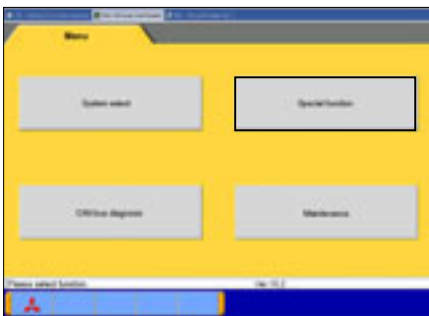 Menu
System select
Special function
CAN bus diagnosis
Maintenance
Please select function.